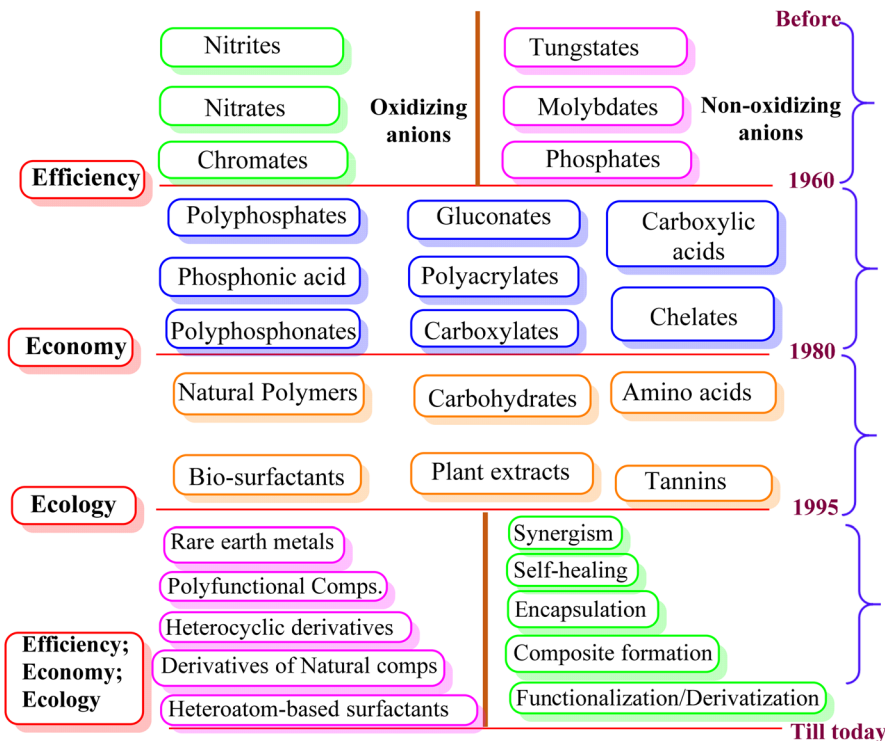 Before
Nitrites
Tungstates
Nitrates
Oxidizing
anions
Molybdates
Non-oxidizing
anions
Chromates
Phosphates
Efficiency
1960
Polyphosphates
Gluconates
Carboxylic
acids
Phosphonic acid
Polyacrylates
Polyphosphonates
Carboxylates
Chelates
Economy
1980
Natural Polymers
Carbohydrates
Amino acids
Bio-surfactants
Plant extracts
Tannins
Ecology
1995
Rare earth metals
Polyfunctional Comps.
Heterocyclic derivatives
Derivatives of Natural comps
Heteroatom-based surfactants
Synergism
Self-healing
Encapsulation
Composite formation
Functionalization/Derivatization
Efficiency;
Economy;
Ecology
Till today